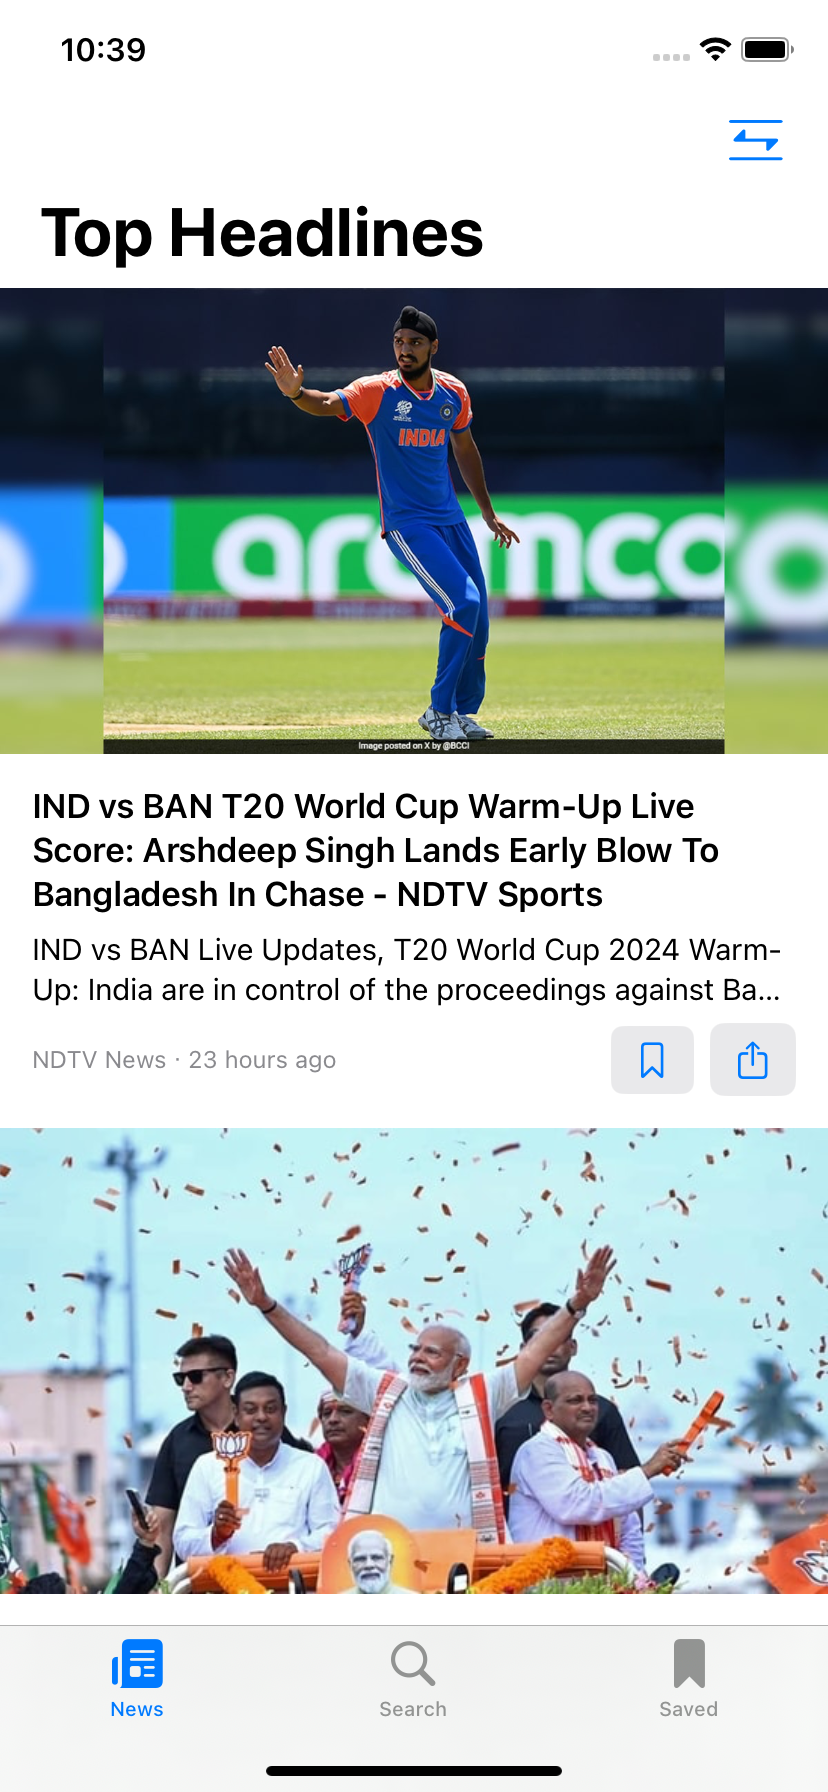 10:39
Top Headlines
INDIA
aramco
Image posted on X by @BCCI
IND vs BAN T20 World Cup Warm-Up Live
Score: Arshdeep Singh Lands Early Blow To
Bangladesh In Chase - NDTV Sports
IND vs BAN Live Updates, T20 World Cup 2024 Warm-
Up: India are in control of the proceedings against Ba...
NDTV News · 23 hours ago
News
Search
Saved